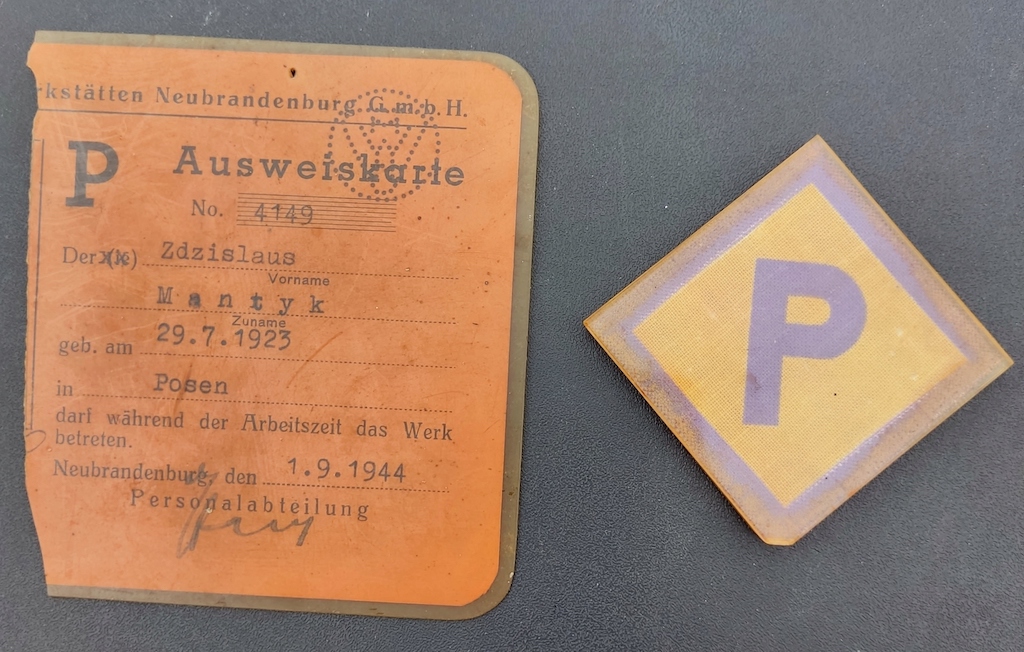 rkstätten Neubrandenburg G.m.b.H.
P Ausweiskarte
No. 4149
Der Zdzislaus
Vorname
Mantyk
Zuname
geb. am 29.7.1923
in Posen
darf während der Arbeitszeit das Werk
betreten.
Neubrandenburg, den 1.9.1944
Personalabteilung
P